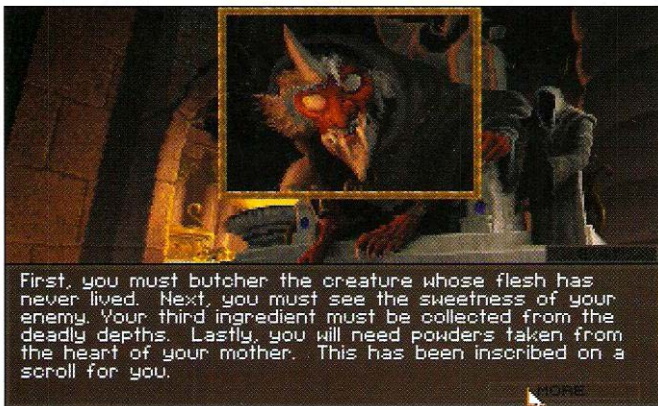 First, you must butcher the creature whose flesh has
never lived. Next, you must see the sweetness of your
enemy. Your third ingredient must be collected from the
deadly depths. Lastly, you will need powders taken from
the heart of your mother. This has been inscribed on a
scroll for you.
MORE